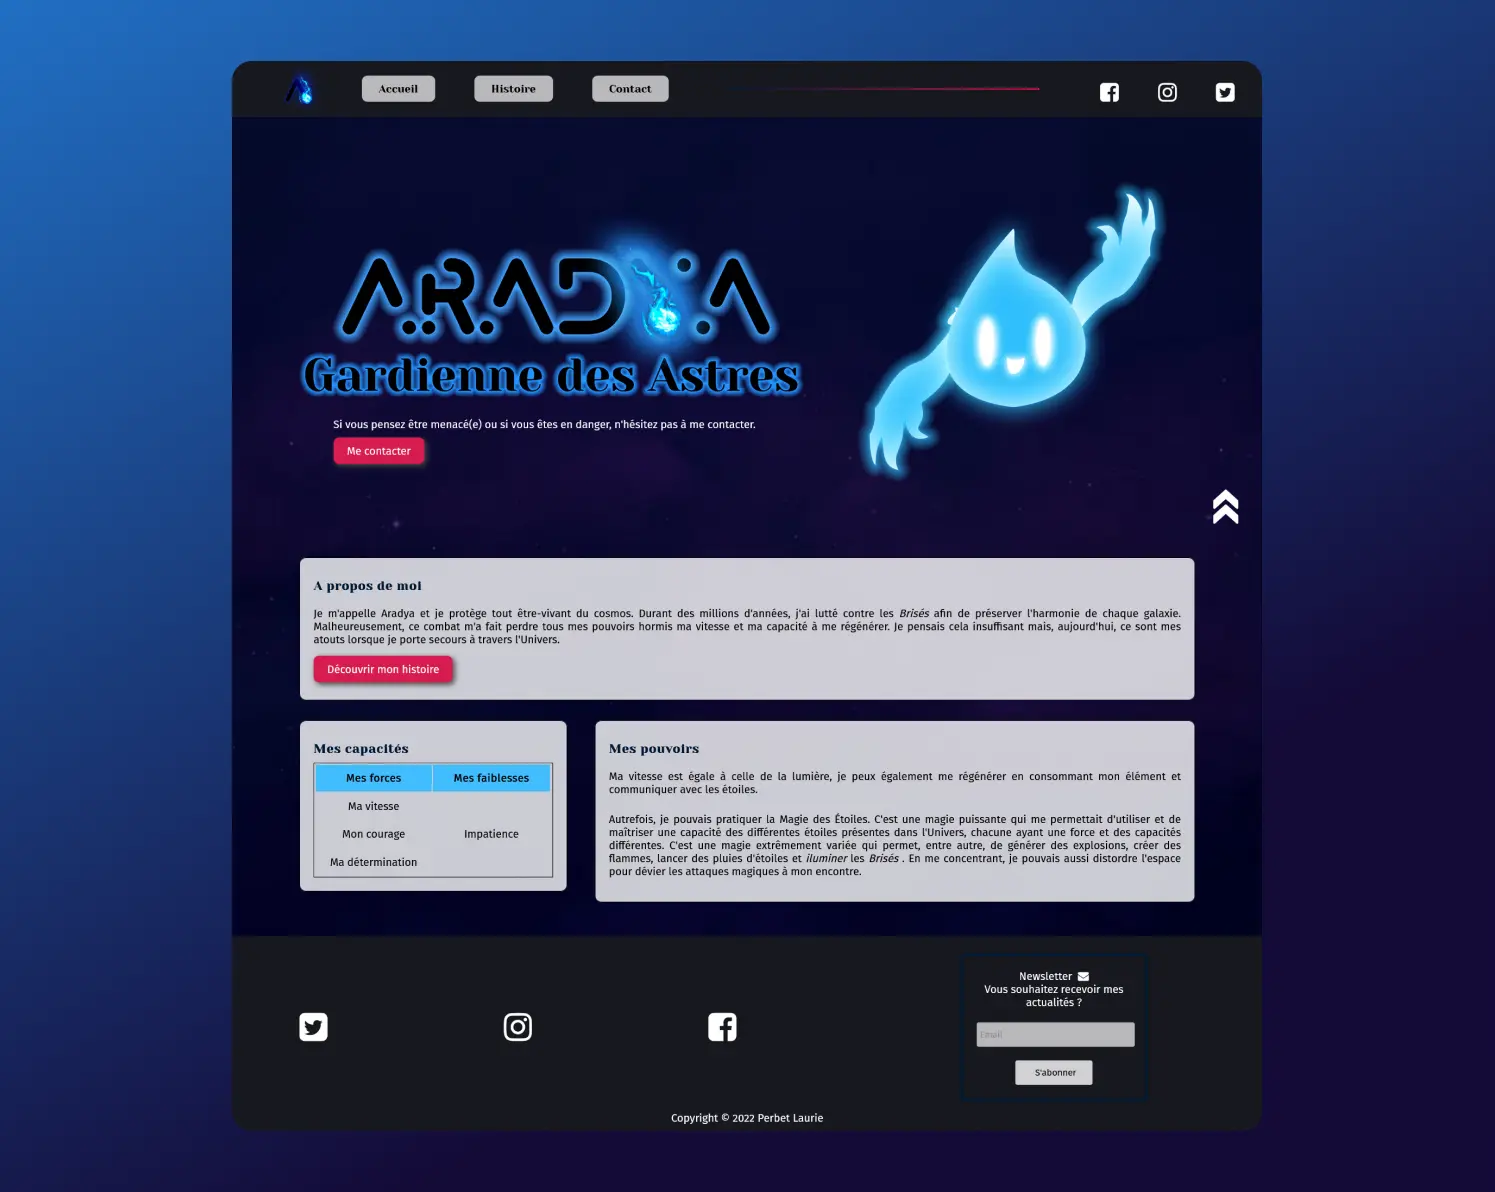 Accueil
Histoire
Contact
ARADYA
Gardienne des Astres
Si vous pensez être menacé(e) ou si vous êtes en danger, n'hésitez pas à me contacter.
Me contacter
A propos de moi
Je m'appelle Aradya et je protège tout être-vivant du cosmos. Durant des millions d'années, j'ai lutté contre les Brisés afin de préserver l'harmonie de chaque galaxie.
Malheureusement, ce combat m'a fait perdre tous mes pouvoirs hormis ma vitesse et ma capacité à me régénérer. Je pensais cela insuffisant mais, aujourd'hui, ce sont mes
atouts lorsque je porte secours à travers l'Univers.
Découvrir mon histoire
Mes capacités
Mes forces Mes faiblesses
Ma vitesse
Mon courage Impatience
Ma détermination
Mes pouvoirs
Ma vitesse est égale à celle de la lumière, je peux également me régénérer en consommant mon élément et
communiquer avec les étoiles.
Autrefois, je pouvais pratiquer la Magie des Étoiles. C'est une magie puissante qui me permettait d'utiliser et de
maîtriser une capacité des différentes étoiles présentes dans l'Univers, chacune ayant une force et des capacités
différentes. C'est une magie extrêmement variée qui permet, entre autre, de générer des explosions, créer des
flammes, lancer des pluies d'étoiles et iluminer les Brisés . En me concentrant, je pouvais aussi distordre l'espace
pour dévier les attaques magiques à mon encontre.
Newsletter
Vous souhaitez recevoir mes
actualités ?
Email
S'abonner
Copyright © 2022 Perbet Laurie